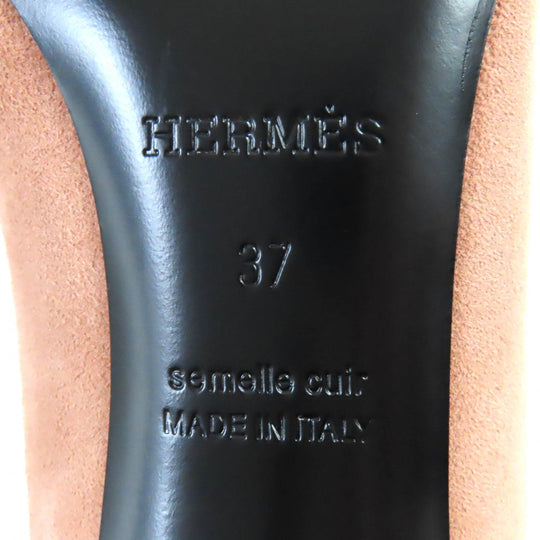 HERMÈS
37
semelle cuir
MADE IN ITALY